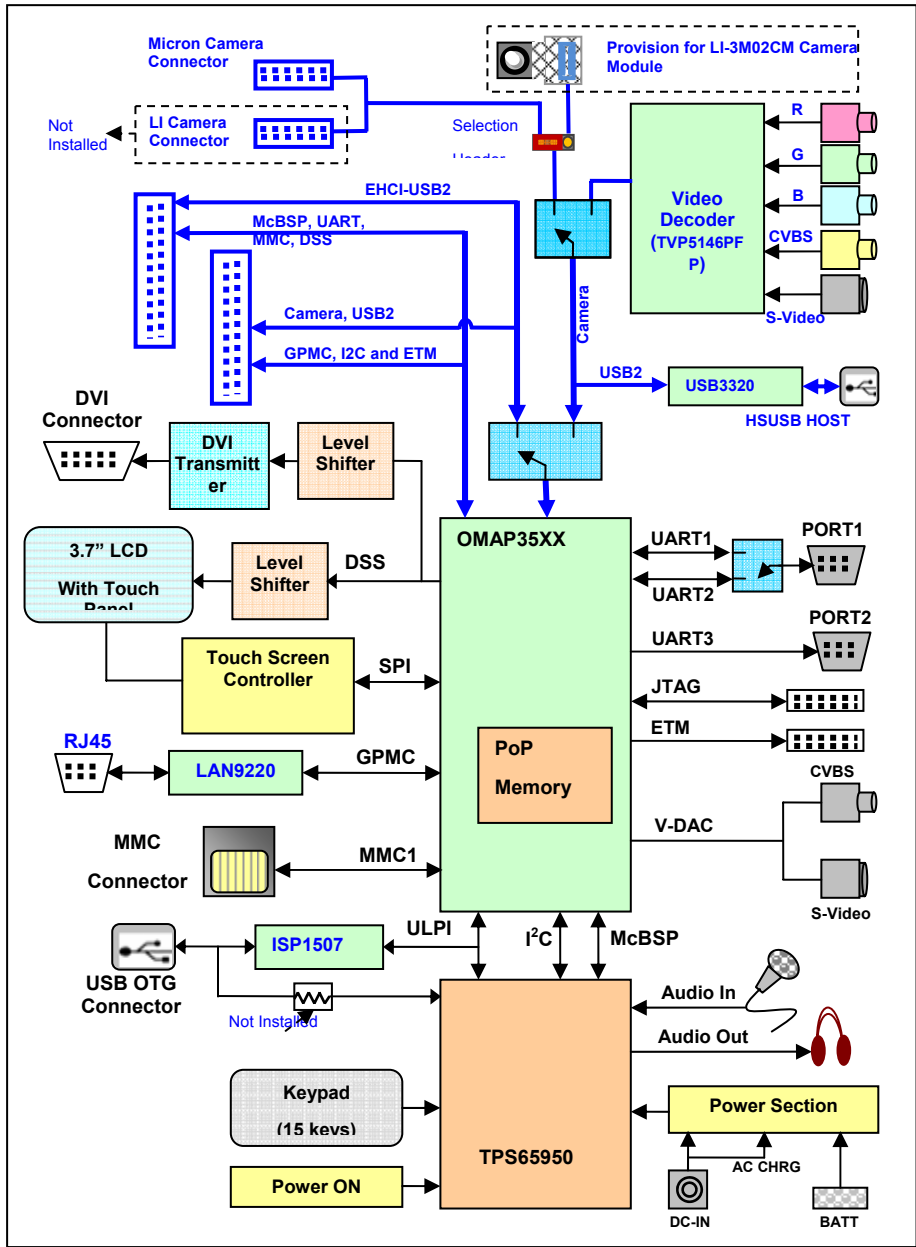 Micron Camera
Connector
Provision for LI-3M02CM Camera
Module
Not
Installed
LI Camera
Connector
Selection
R
G
B
CVBS
S-Video
Video
Decoder
(TVP5146PF
P)
EHCI-USB2
McBSP, UART,
MMC, DSS
Camera, USB2
GPMC, I2C and ETM
Camera
USB2
USB3320
HSUSB HOST
DVI
Connector
DVI
Transmitt
er
Level
Shifter
3.7” LCD
With Touch
Panel
Level
Shifter
DSS
OMAP35XX
UART1
UART2
PORT1
PORT2
UART3
JTAG
ETM
Touch Screen
Controller
SPI
PoP
Memory
RJ45
LAN9220
GPMC
CVBS
V-DAC
S-Video
MMC
Connector
MMC1
ULPI
I²C
McBSP
USB OTG
Connector
ISP1507
Not Installed
Audio In
Audio Out
Keypad
(15 keys)
TPS65950
Power Section
Power ON
AC CHRG
DC-IN
BATT